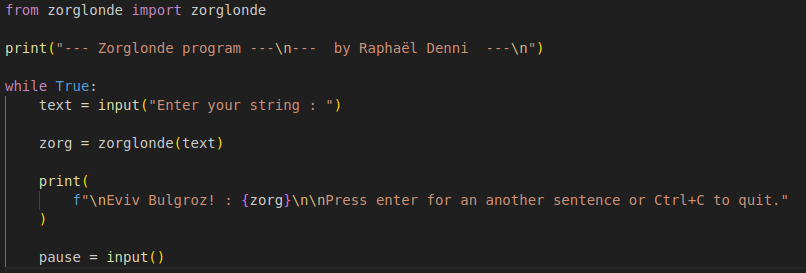 from zorglonde import zorglonde
print("--- Zorglonde program ---\n---  by Raphaël Denni  ---\n")
while True:
text = input("Enter your string : ")
zorg = zorglonde(text)
print(
f"\nEviv Bulgroz! : {zorg}\n\nPress enter for an another sentence or Ctrl+C to quit."
)
pause = input()